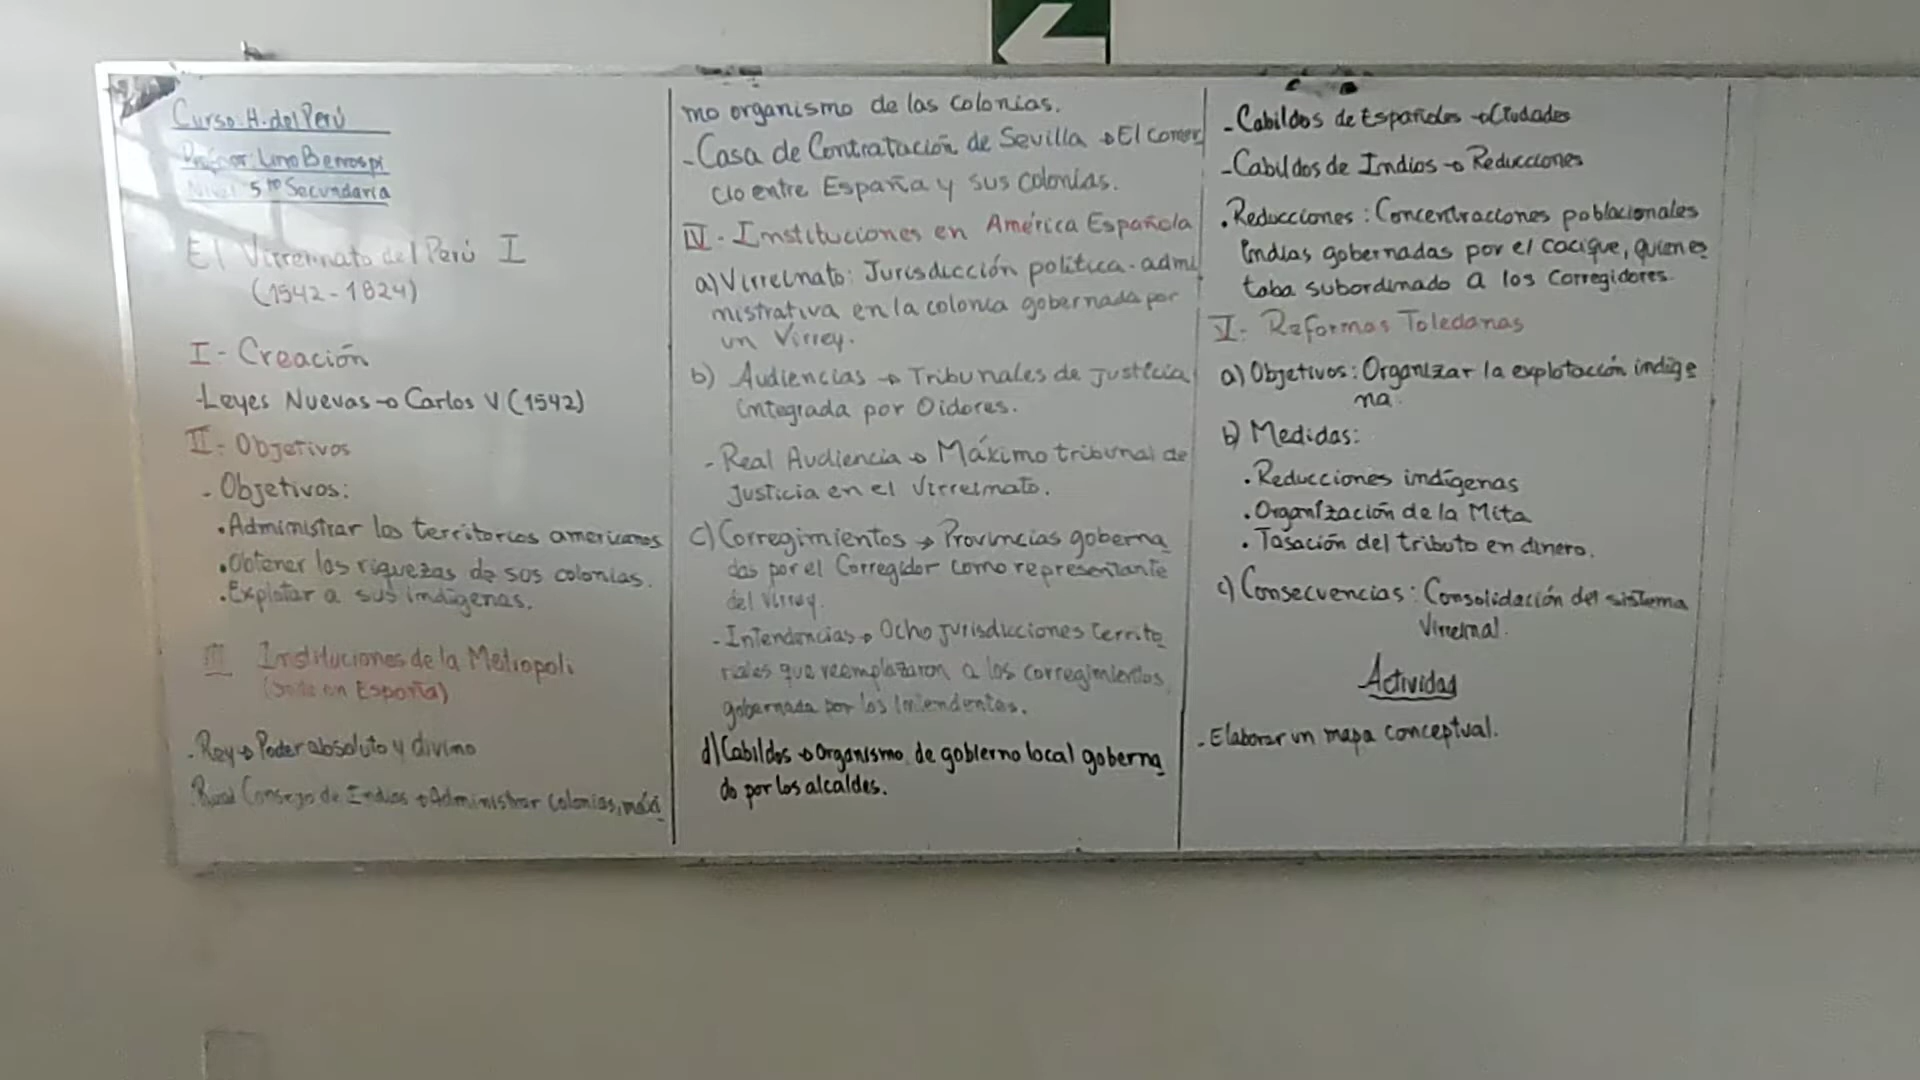 Curso: H. del Perú
Profesor: Lino Berrospi
Nivel: 5to Secundaria
El Virreinato del Perú I
(1542 - 1824)
I - Creación
- Leyes Nuevas → Carlos V (1542)
II - Objetivos
- Objetivos:
• Administrar los territorios americanos
• Obtener las riquezas de sus colonias.
• Explotar a sus indígenas.
III Instituciones de la Metropoli
(Sede en España)
- Rey → Poder absoluto y divino
Real Consejo de Indias → Administrar colonias, máxi
mo organismo de las colonias.
- Casa de Contratación de Sevilla → El comer
cio entre España y sus colonias.
IV - Instituciones en América Española
a) Virreinato: Jurisdicción política - admi
nistrativa en la colonia gobernada por
un Virrey.
b) Audiencias → Tribunales de justicia
integrada por Oidores.
- Real Audiencia → Máximo tribunal de
justicia en el Virreinato.
c) Corregimientos → Provincias goberna
das por el Corregidor como representante
del Virrey.
- Intendencias → Ocho jurisdicciones territo
riales que reemplazaron a los corregimientos
gobernada por los Intendentes.
d) Cabildos → Organismo de gobierno local goberna
do por los alcaldes.
- Cabildos de Españoles → Ciudades
- Cabildos de Indios → Reducciones
• Reducciones: Concentraciones poblacionales
indias gobernadas por el cacique, quien es
taba subordinado a los Corregidores.
V - Reformas Toledanas
a) Objetivos: Organizar la explotación indíge
na.
b) Medidas:
• Reducciones indígenas
• Organización de la Mita
• Tasación del tributo en dinero.
c) Consecuencias: Consolidación del sistema
Virreinal.
Actividad
- Elaborar un mapa conceptual.